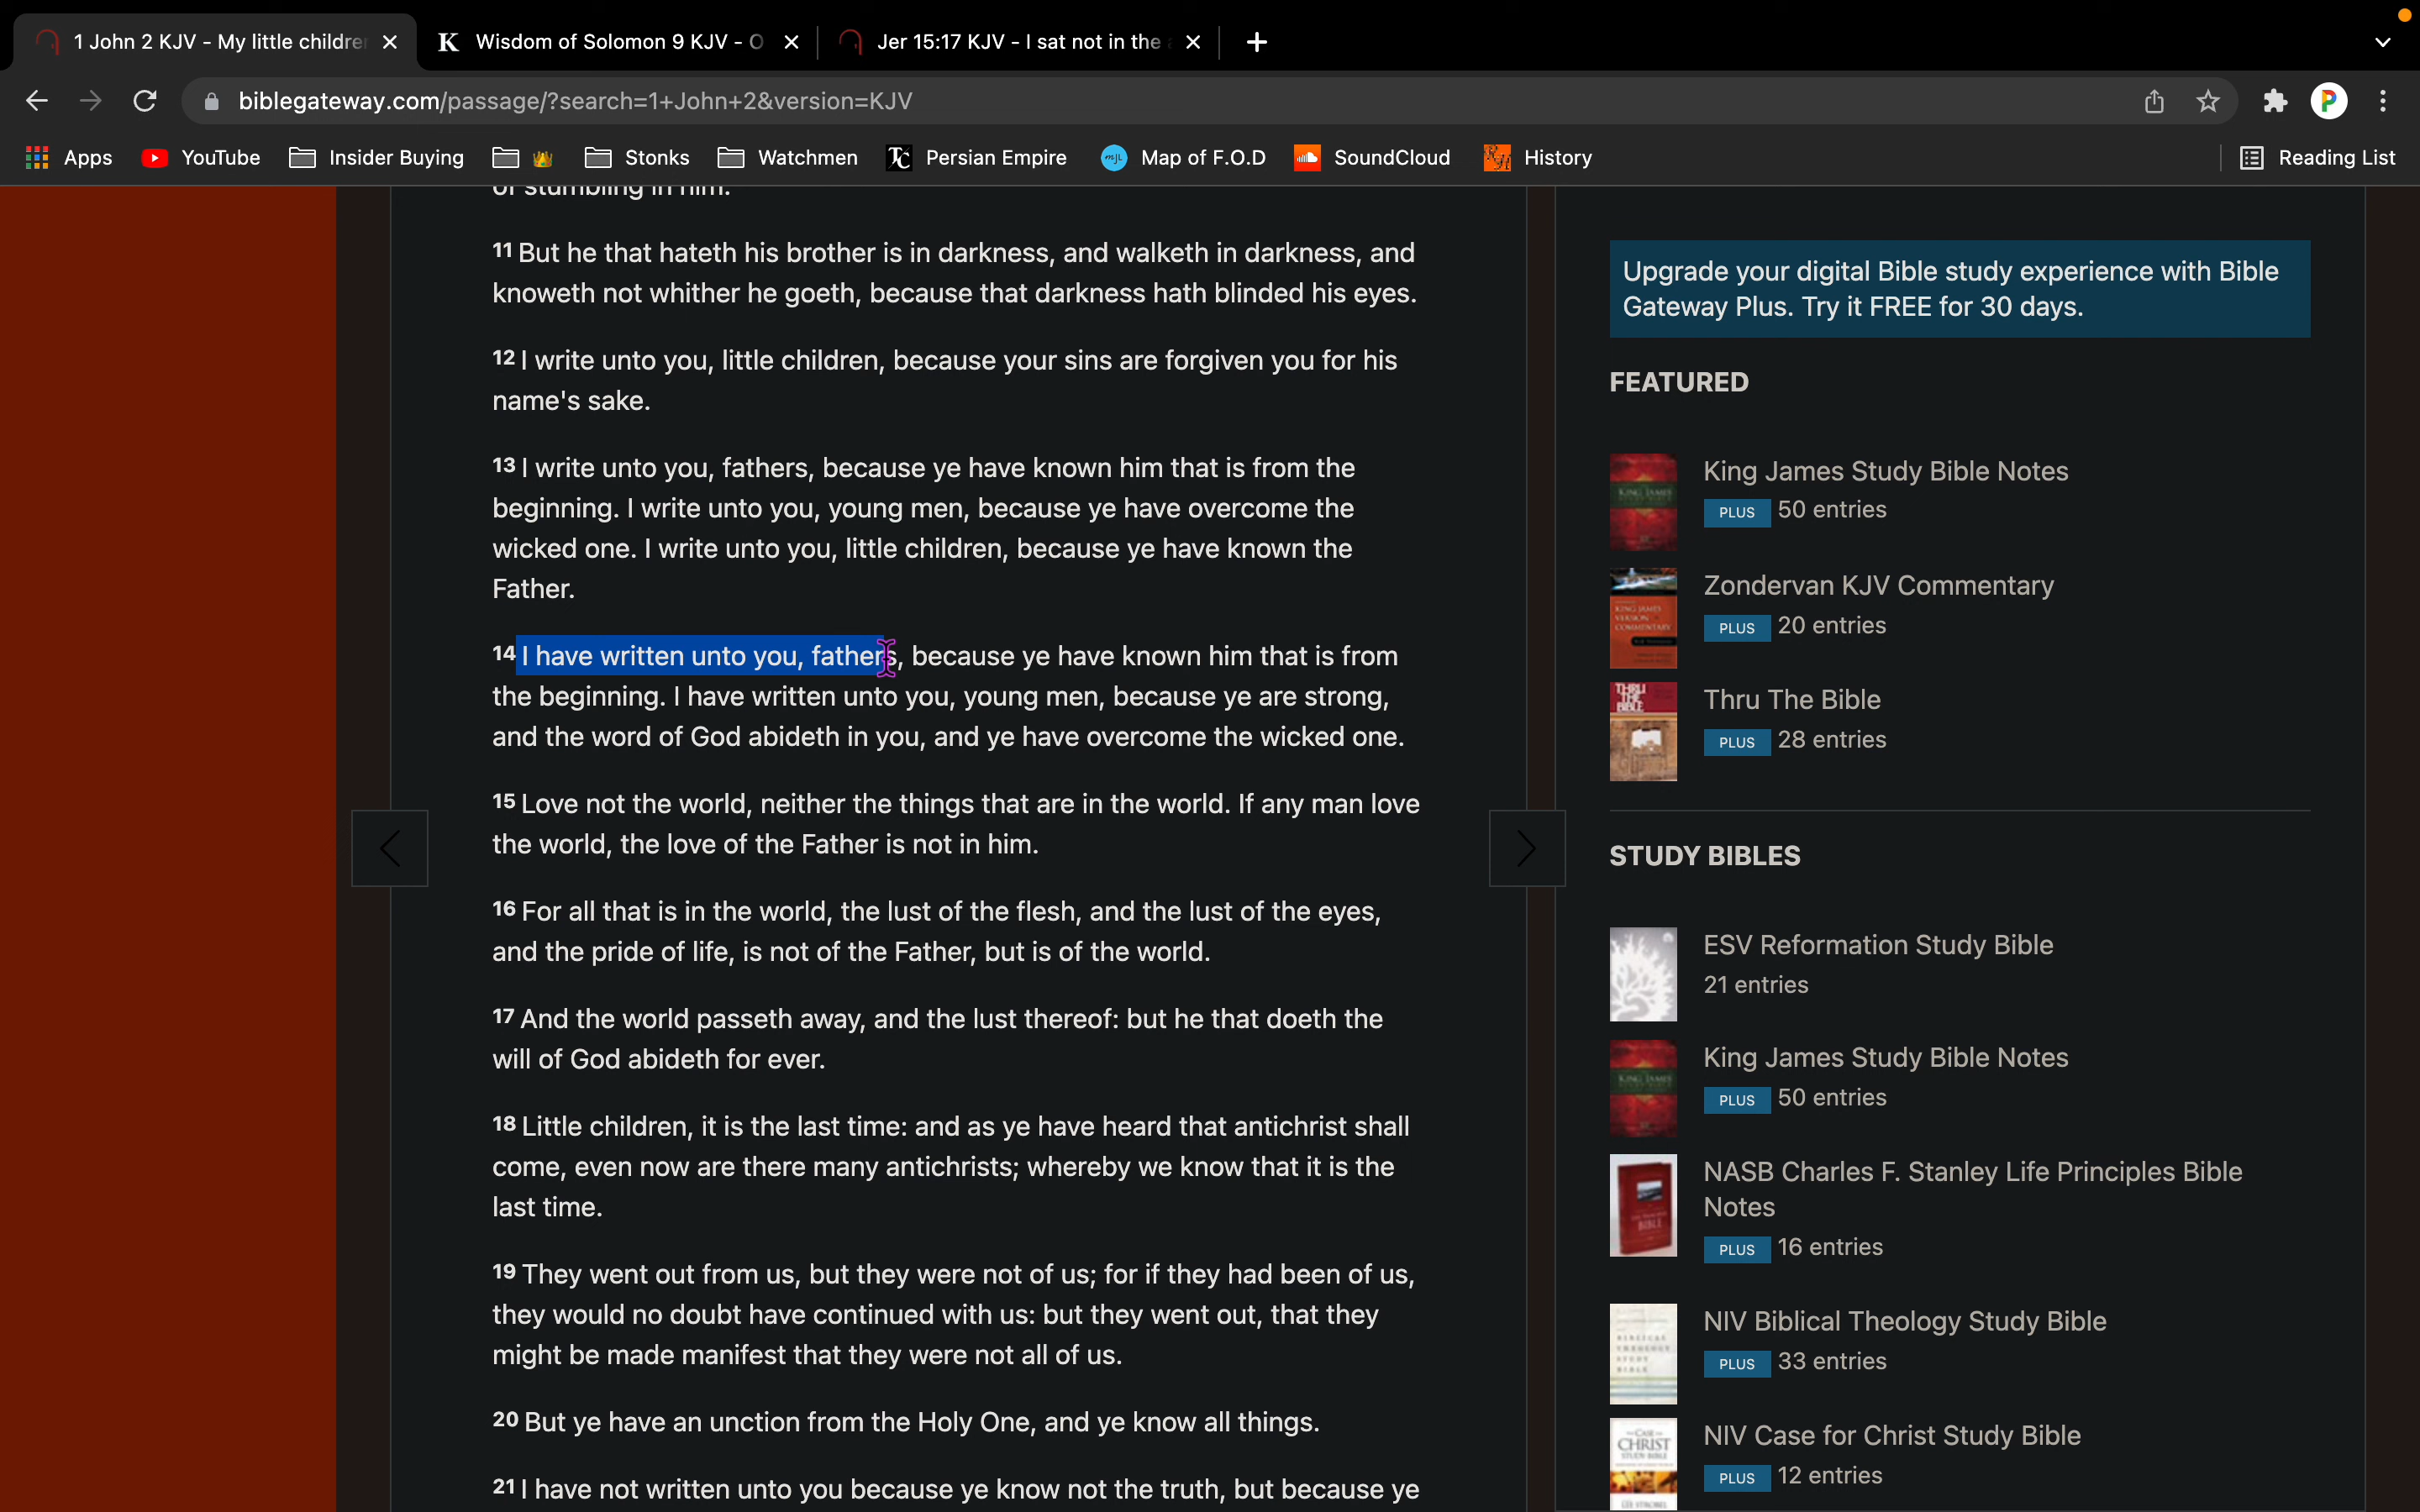 1 John 2 KJV - My little childre
Wisdom of Solomon 9 KJV - O
Jer 15:17 KJV - I sat not in the
biblegateway.com/passage/?search=1+John+2&version=KJV
Apps
YouTube
Insider Buying
Stonks
Watchmen
Persian Empire
Map of F.O.D
SoundCloud
History
Reading List
of stumbling in him.
11 But he that hateth his brother is in darkness, and walketh in darkness, and
knoweth not whither he goeth, because that darkness hath blinded his eyes.
12 I write unto you, little children, because your sins are forgiven you for his
name's sake.
13 I write unto you, fathers, because ye have known him that is from the
beginning. I write unto you, young men, because ye have overcome the
wicked one. I write unto you, little children, because ye have known the
Father.
14 I have written unto you, fathers, because ye have known him that is from
the beginning. I have written unto you, young men, because ye are strong,
and the word of God abideth in you, and ye have overcome the wicked one.
15 Love not the world, neither the things that are in the world. If any man love
the world, the love of the Father is not in him.
16 For all that is in the world, the lust of the flesh, and the lust of the eyes,
and the pride of life, is not of the Father, but is of the world.
17 And the world passeth away, and the lust thereof: but he that doeth the
will of God abideth for ever.
18 Little children, it is the last time: and as ye have heard that antichrist shall
come, even now are there many antichrists; whereby we know that it is the
last time.
19 They went out from us, but they were not of us; for if they had been of us,
they would no doubt have continued with us: but they went out, that they
might be made manifest that they were not all of us.
20 But ye have an unction from the Holy One, and ye know all things.
21 I have not written unto you because ye know not the truth, but because ye
Upgrade your digital Bible study experience with Bible
Gateway Plus. Try it FREE for 30 days.
FEATURED
King James Study Bible Notes
PLUS 50 entries
Zondervan KJV Commentary
PLUS 20 entries
Thru The Bible
PLUS 28 entries
STUDY BIBLES
ESV Reformation Study Bible
21 entries
King James Study Bible Notes
PLUS 50 entries
NASB Charles F. Stanley Life Principles Bible
Notes
PLUS 16 entries
NIV Biblical Theology Study Bible
PLUS 33 entries
NIV Case for Christ Study Bible
PLUS 12 entries